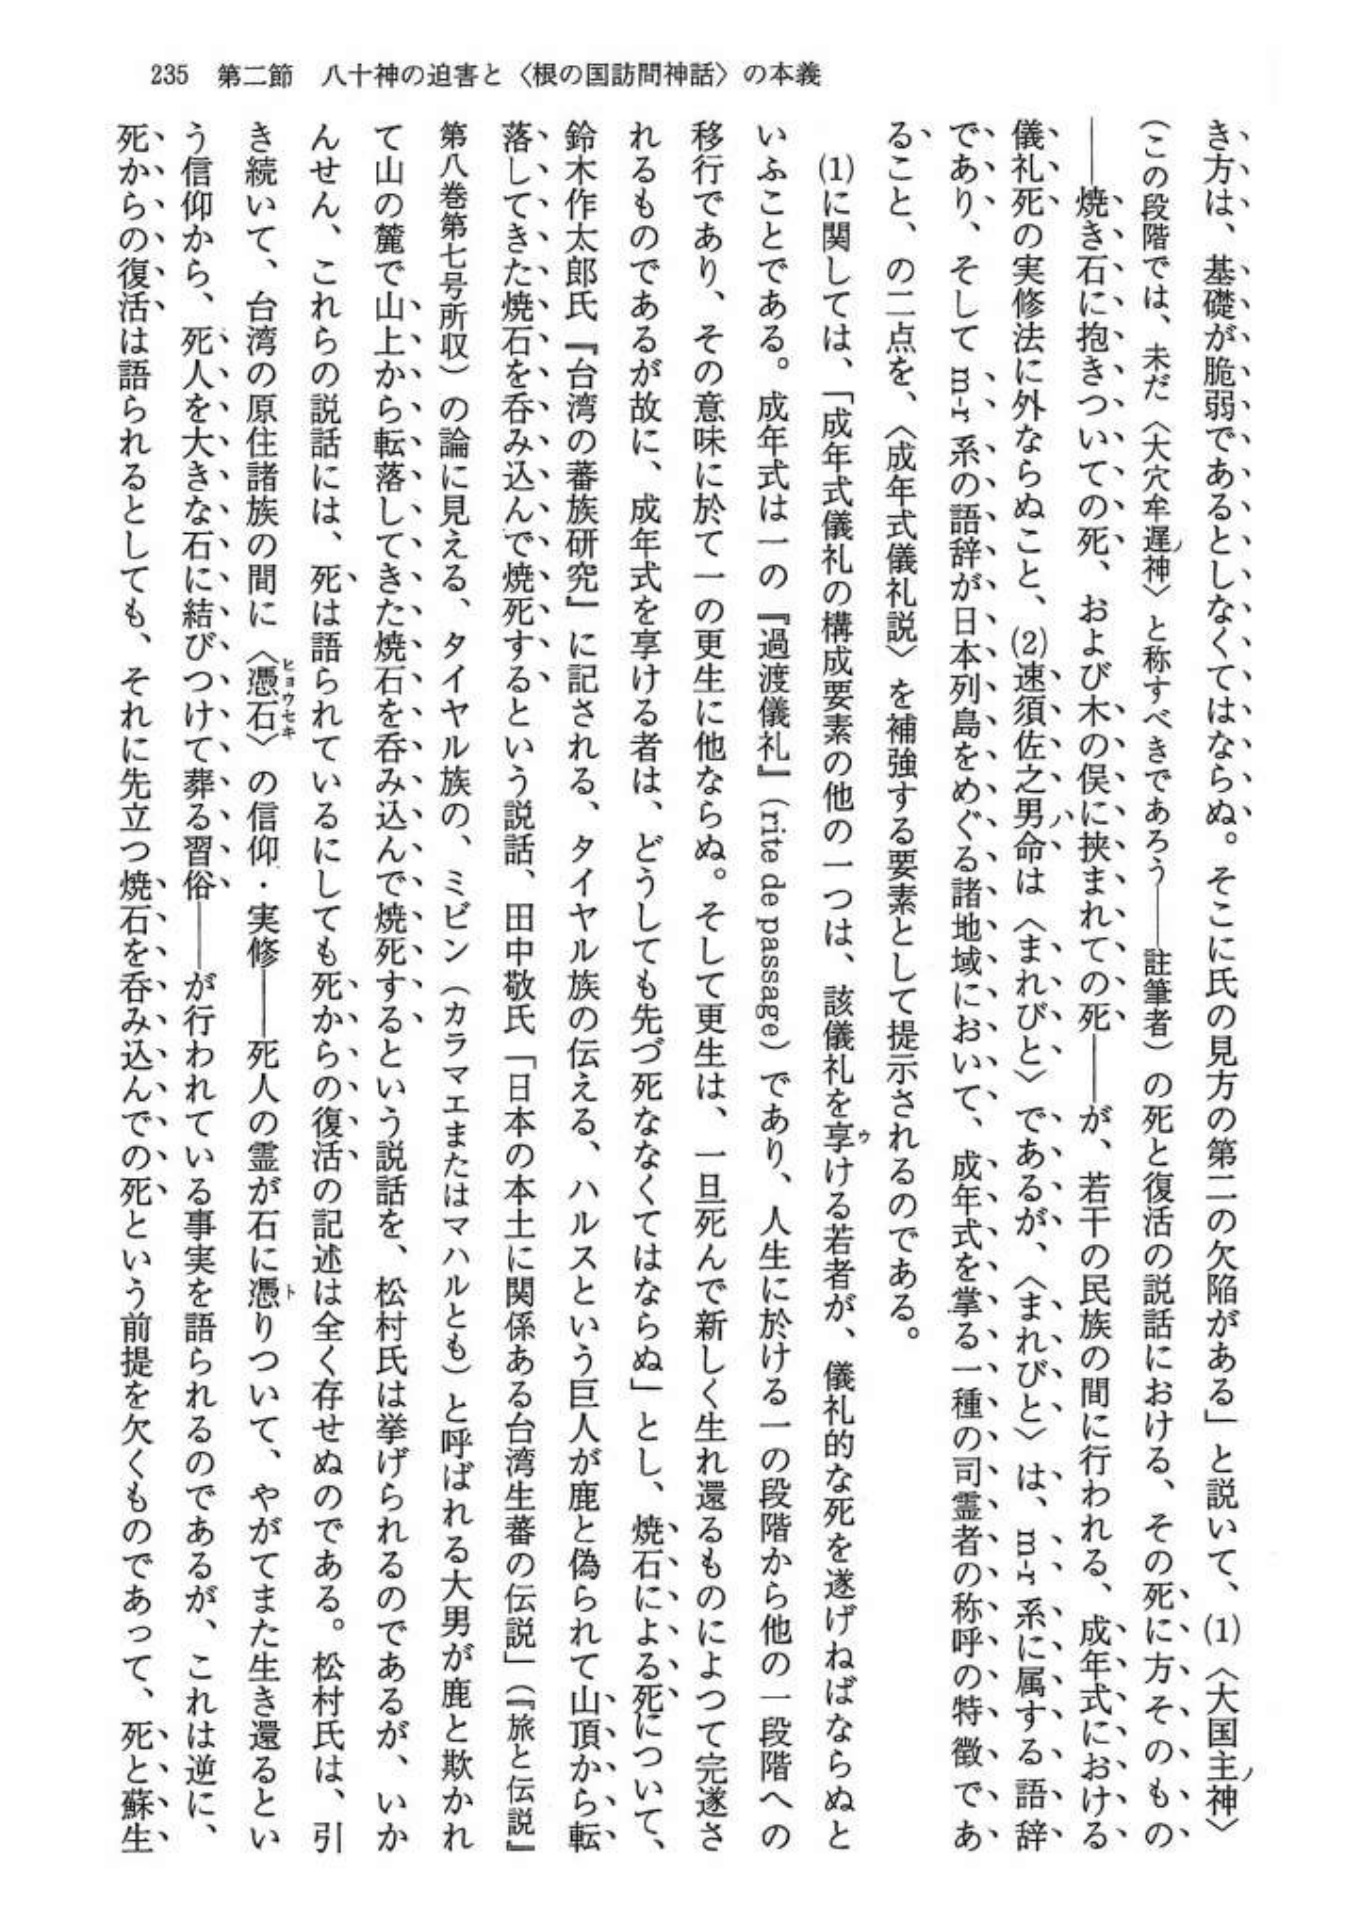 235　第二節　八十神の迫害と〈根の国訪問神話〉の本義
き方は、基礎が脆弱であるとしなくてはならぬ。そこに氏の見方の第二の欠陥がある」と説いて、(1)〈大国主ノ神〉
(この段階では、未だ〈大穴牟遅ノ神〉と称すべきであろう――註筆者)の死と復活の説話における、その死に方そのもの
――焼き石に抱きついての死、および木の俣に挟まれての死――が、若干の民族の間に行われる、成年式における
儀礼死の実修法に外ならぬこと、(2)速須佐之男ノ命は〈まれびと〉であるが、〈まれびと〉は、m-r系に属する語辞
であり、そしてm-r系の語辞が日本列島をめぐる諸地域において、成年式を掌る一種の司霊者の称呼の特徴であ
ること、の二点を、〈成年式儀礼説〉を補強する要素として提示されるのである。
(1)に関しては、「成年式儀礼の構成要素の他の一つは、該儀礼を享ける若者が、儀礼的な死を遂げねばならぬと
いふことである。成年式は一の『過渡儀礼』(rite de passage)であり、人生に於ける一の段階から他の一段階への
移行であり、その意味に於て一の更生に他ならぬ。そして更生は、一旦死んで新しく生れ還るものによつて完遂さ
れるものであるが故に、成年式を享ける者は、どうしても先づ死ななくてはならぬ」とし、焼石による死について、
鈴木作太郎氏『台湾の蕃族研究』に記される、タイヤル族の伝える、ハルスという巨人が鹿と偽られて山頂から転
落してきた焼石を呑み込んで焼死するという説話、田中敬氏「日本の本土に関係ある台湾生蕃の伝説」(『旅と伝説』
第八巻第七号所収)の論に見える、タイヤル族の、ミビン(カラマエまたはマハルとも)と呼ばれる大男が鹿と欺かれ
て山の麓で山上から転落してきた焼石を呑み込んで焼死するという説話を、松村氏は挙げられるのであるが、いか
んせん、これらの説話には、死は語られているにしても死からの復活の記述は全く存せぬのである。松村氏は、引
き続いて、台湾の原住諸族の間に〈憑石〉の信仰・実修――死人の霊が石に憑りついて、やがてまた生き還るとい
う信仰から、死人を大きな石に結びつけて葬る習俗――が行われている事実を語られるのであるが、これは逆に、
死からの復活は語られるとしても、それに先立つ焼石を呑み込んでの死という前提を欠くものであって、死と蘇生